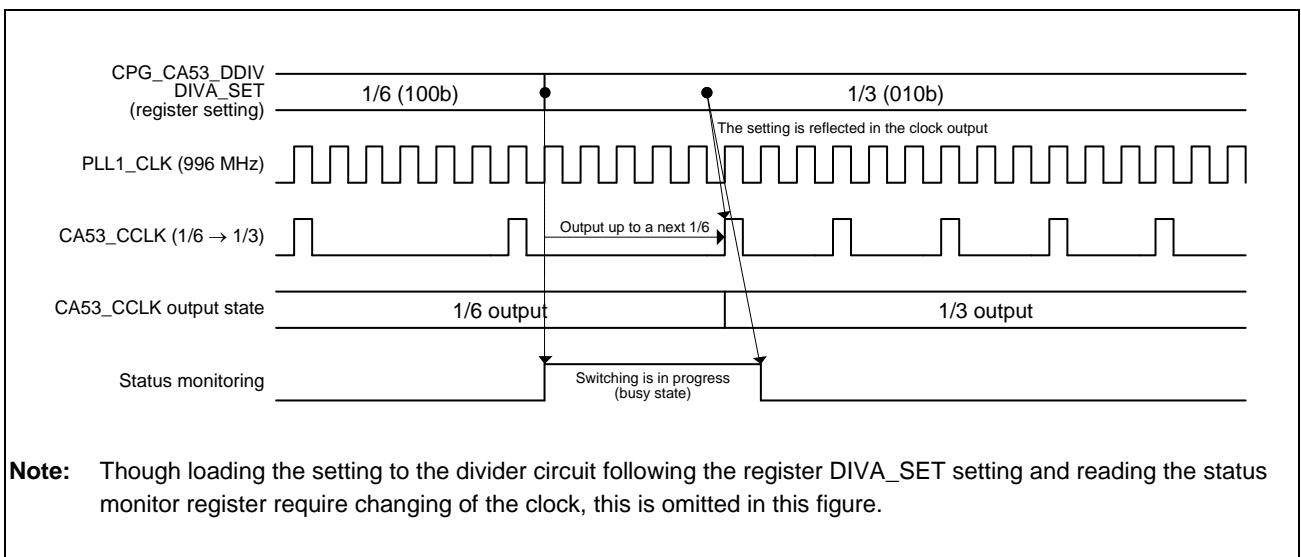 CPG_CA53_DDIV
DIVA_SET
(register setting)
1/6 (100b)
1/3 (010b)
The setting is reflected in the clock output
PLL1_CLK (996 MHz)
CA53_CCLK (1/6 → 1/3)
Output up to a next 1/6
CA53_CCLK output state
1/6 output
1/3 output
Status monitoring
Switching is in progress
(busy state)
Note: Though loading the setting to the divider circuit following the register DIVA_SET setting and reading the status
monitor register require changing of the clock, this is omitted in this figure.